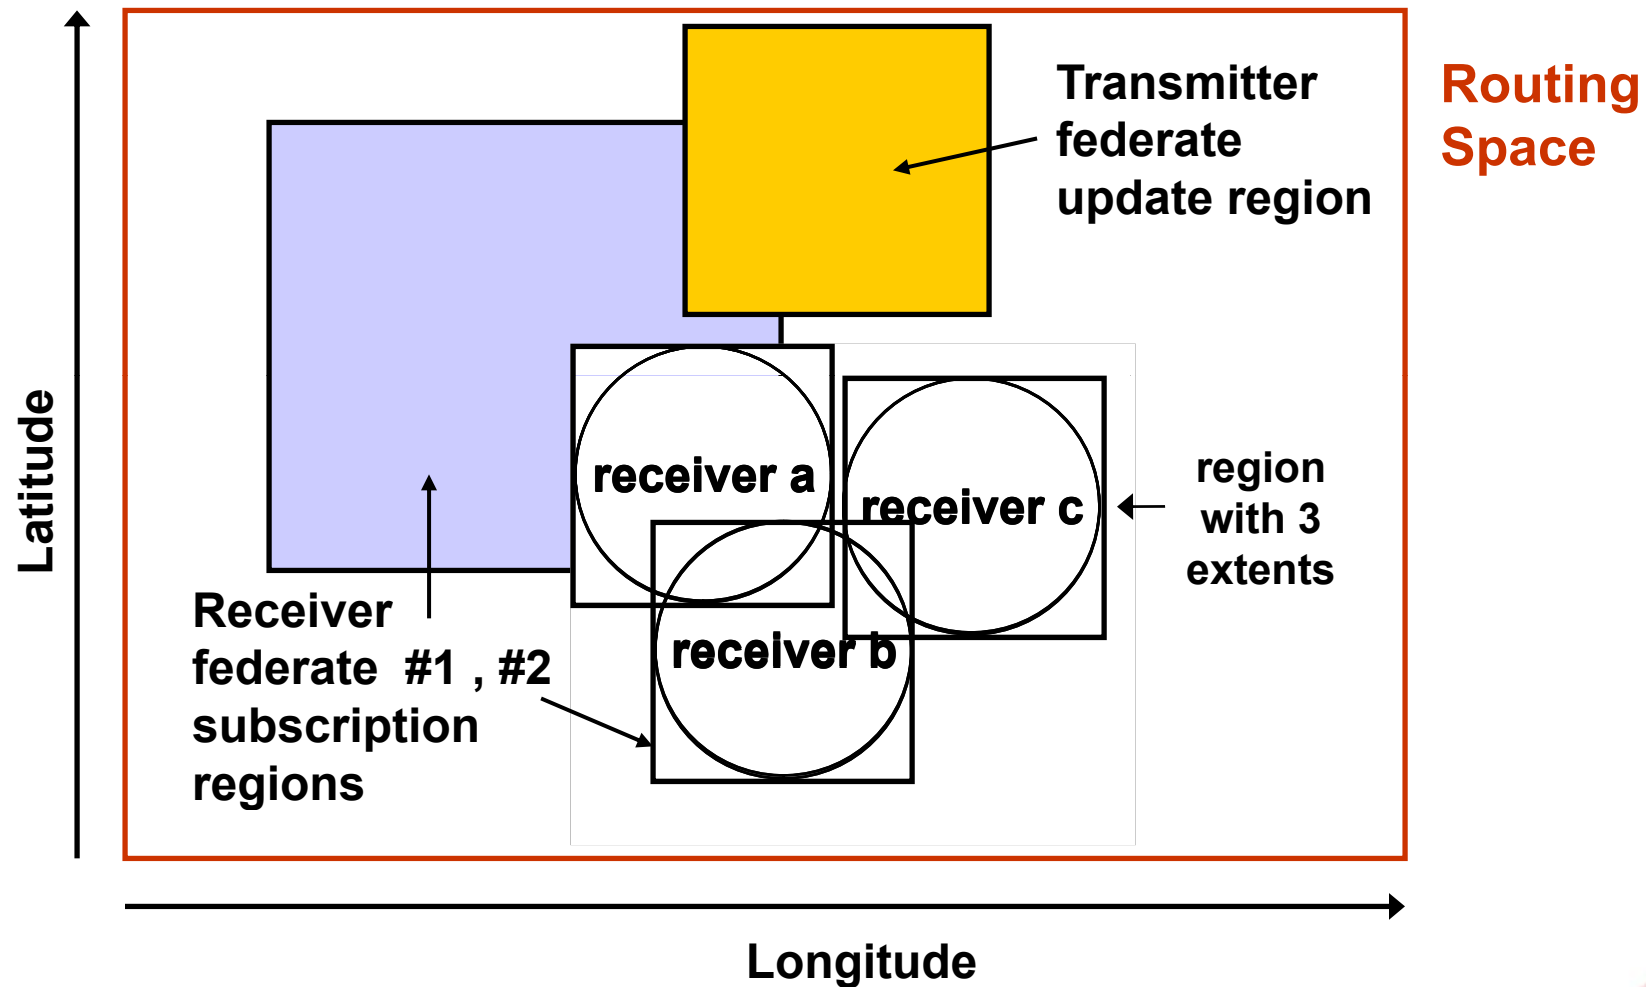 Transmitter
federate
update region
Routing
Space
Latitude
receiver a
receiver c
receiver b
region
with 3
extents
Receiver
federate #1 , #2
subscription
regions
Longitude